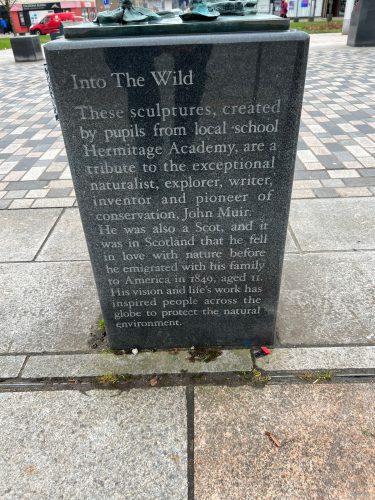 Into The Wild
These sculptures, created
by pupils from local school
Hermitage Academy, are a
tribute to the exceptional
naturalist, explorer, writer,
inventor and pioneer of
conservation, John Muir.
He was also a Scot, and it
was in Scotland that he fell
in love with nature before
he emigrated with his family
to America in 1849, aged 11.
His vision and life's work has
inspired people across the
globe to protect the natural
environment.